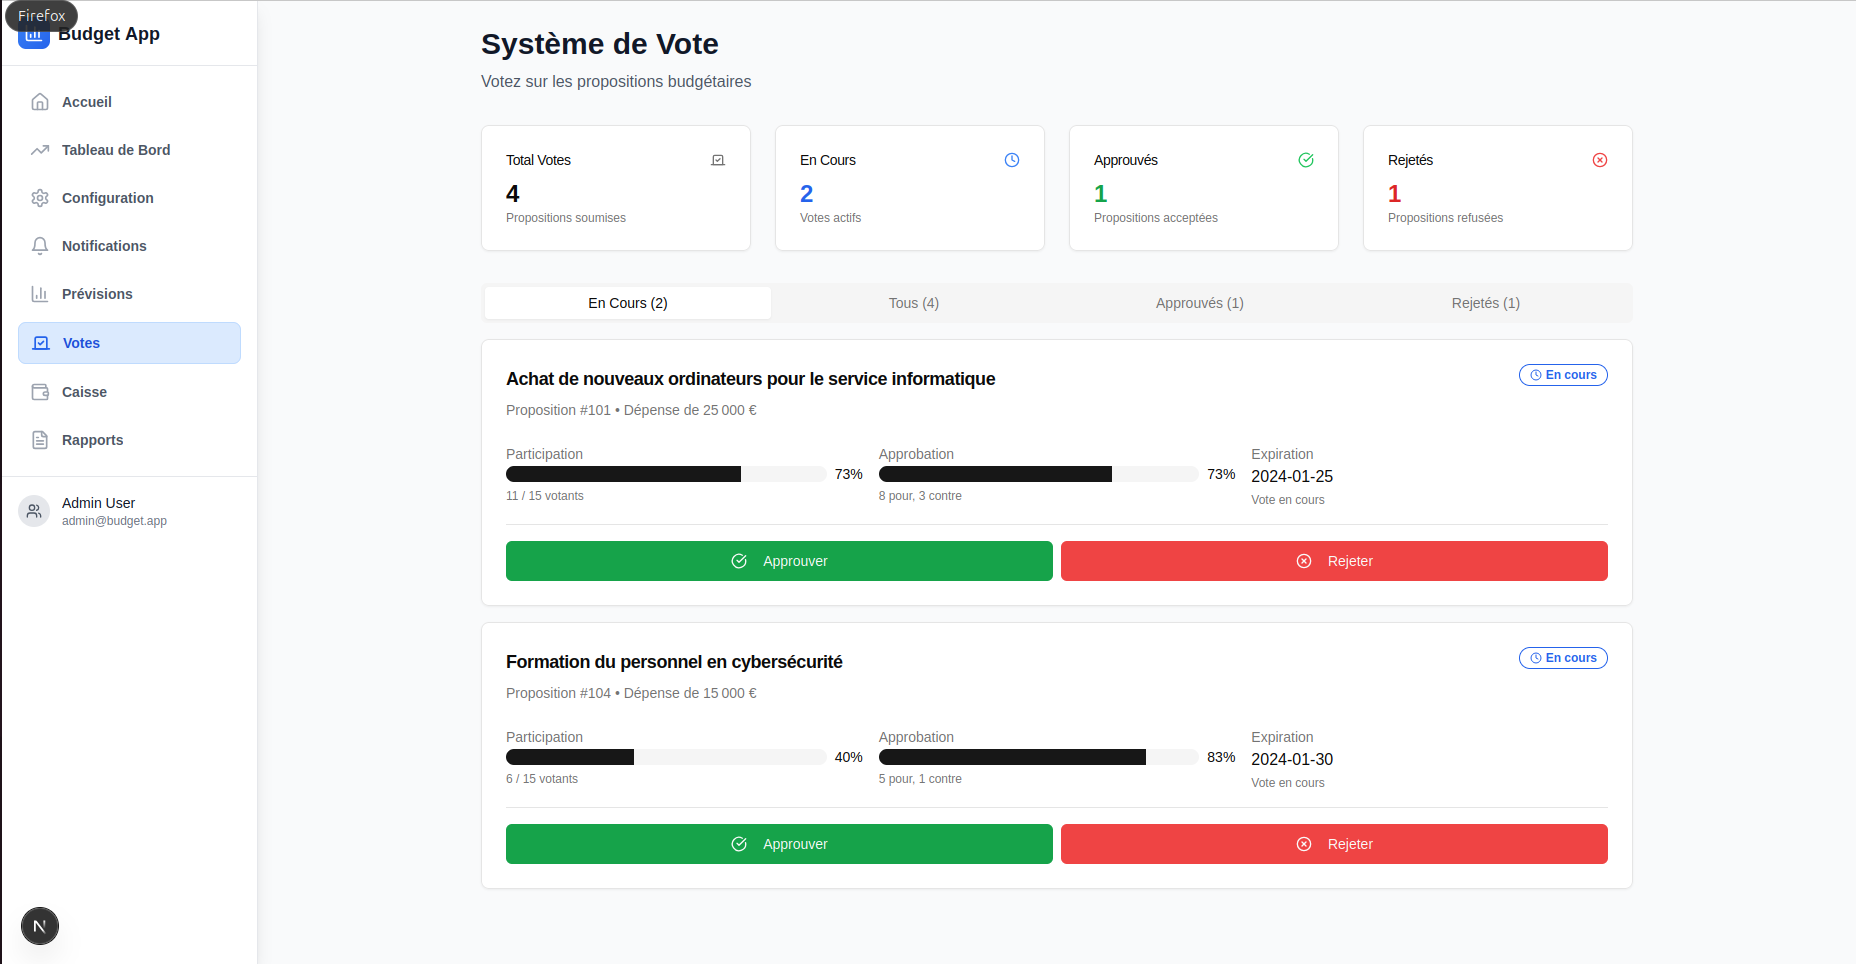 Firefox
Budget App
Accueil
Tableau de Bord
Configuration
Notifications
Prévisions
Votes
Caisse
Rapports
Admin User
admin@budget.app
N
Système de Vote
Votez sur les propositions budgétaires
Total Votes
4
Propositions soumises
En Cours
2
Votes actifs
Approuvés
1
Propositions acceptées
Rejetés
1
Propositions refusées
En Cours (2)
Tous (4)
Approuvés (1)
Rejetés (1)
Achat de nouveaux ordinateurs pour le service informatique
En cours
Proposition #101 • Dépense de 25 000 €
Participation
73%
11 / 15 votants
Approbation
73%
8 pour, 3 contre
Expiration
2024-01-25
Vote en cours
Approuver
Rejeter
Formation du personnel en cybersécurité
En cours
Proposition #104 • Dépense de 15 000 €
Participation
40%
6 / 15 votants
Approbation
83%
5 pour, 1 contre
Expiration
2024-01-30
Vote en cours
Approuver
Rejeter